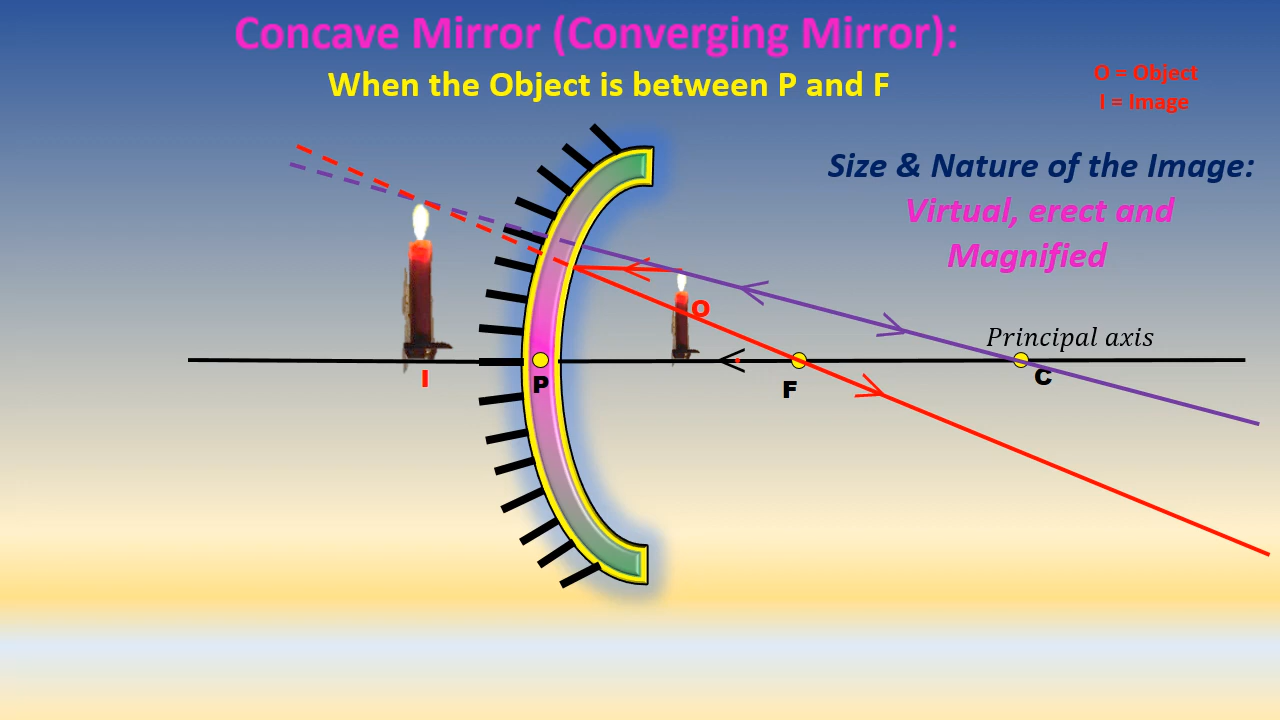 Concave Mirror (Converging Mirror):
When the Object is between P and F
O = Object
I = Image
Size & Nature of the Image:
Virtual, erect and
Magnified
O
Principal axis
I
P
F
C